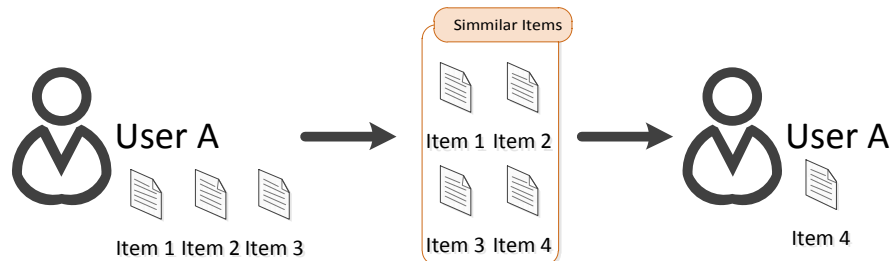 Simmilar Items
User A
Item 1 Item 2 Item 3
Item 1 Item 2
Item 3 Item 4
User A
Item 4